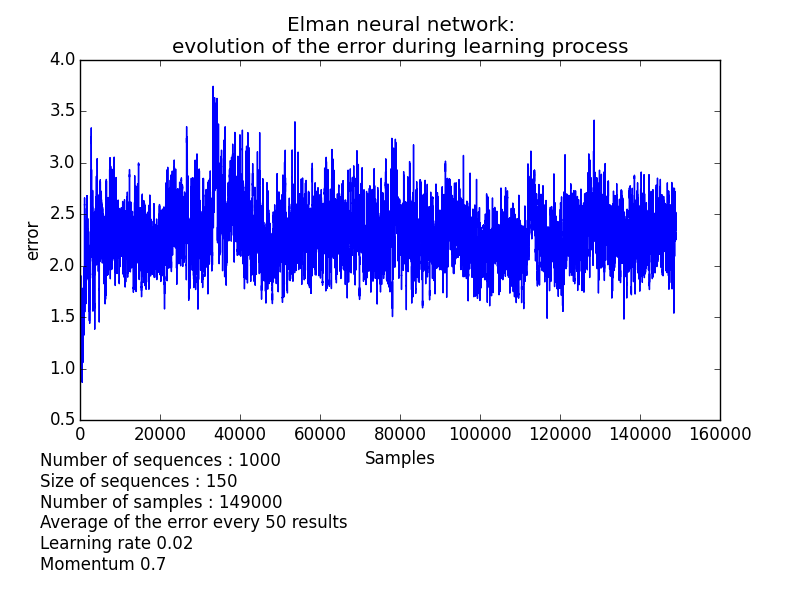 Elman neural network:
evolution of the error during learning process
4.0
3.5
3.0
2.5
2.0
1.5
1.0
0.5
error
0 20000 40000 60000 80000 100000 120000 140000 160000
Samples
Number of sequences : 1000
Size of sequences : 150
Number of samples : 149000
Average of the error every 50 results
Learning rate 0.02
Momentum 0.7